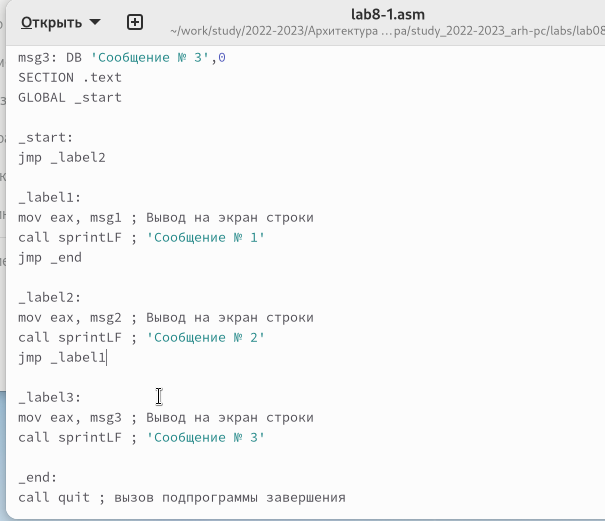 Открыть
lab8-1.asm
~/work/study/2022-2023/Архитектура ...pa/study_2022-2023_arh-pc/labs/lab08
msg3: DB 'Сообщение № 3',0
SECTION .text
GLOBAL _start
_start:
jmp _label2
_label1:
mov eax, msg1 ; Вывод на экран строки
call sprintLF ; 'Сообщение № 1'
jmp _end
_label2:
mov eax, msg2 ; Вывод на экран строки
call sprintLF ; 'Сообщение № 2'
jmp _label1
_label3:
mov eax, msg3 ; Вывод на экран строки
call sprintLF ; 'Сообщение № 3'
_end:
call quit ; вызов подпрограммы завершения